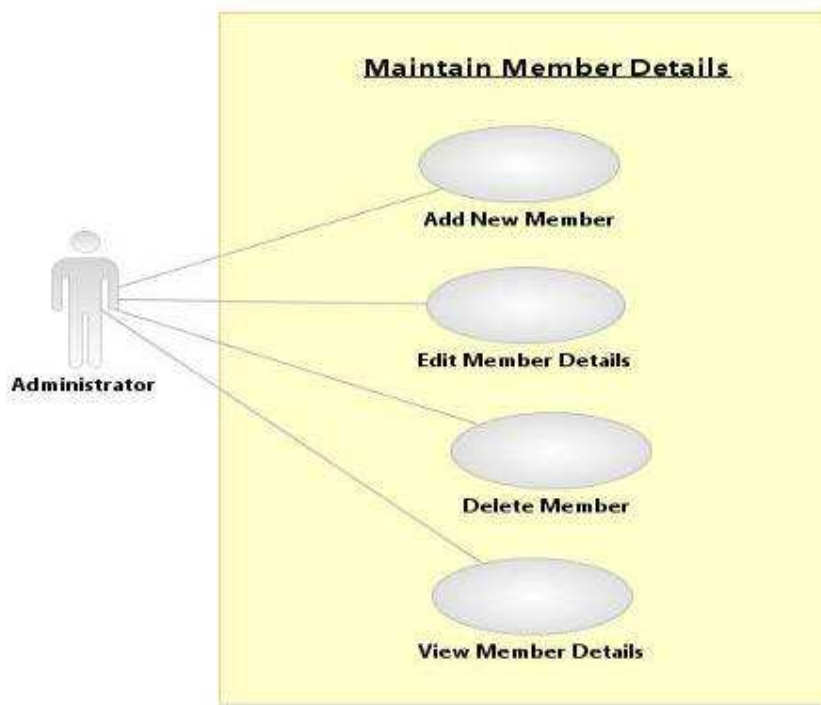 Maintain Member Details
Add New Member
Edit Member Details
Administrator
Delete Member
View Member Details